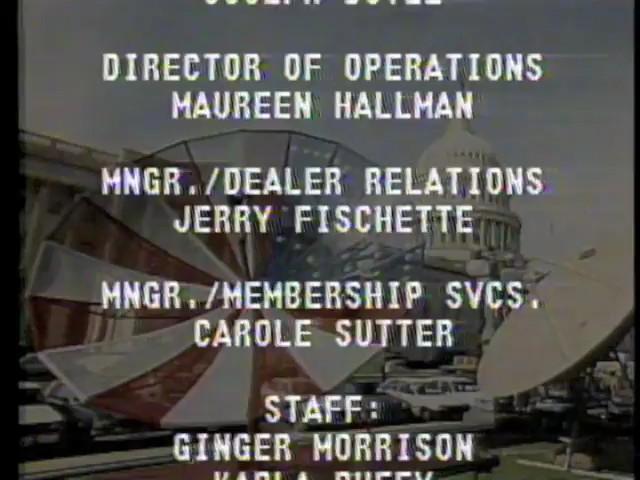 DIRECTOR OF OPERATIONS
MAUREEN HALLMAN
MNGR./DEALER RELATIONS
JERRY FISCHETTE
MNGR./MEMBERSHIP SVCS.
CAROLE SUTTER
STAFF:
GINGER MORRISON